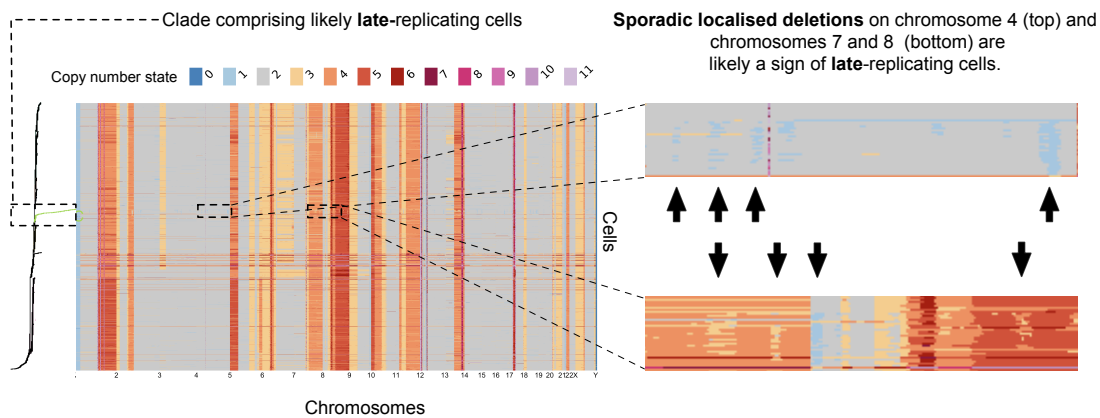 Clade comprising likely late-replicating cells
Sporadic localised deletions on chromosome 4 (top) and
chromosomes 7 and 8 (bottom) are
likely a sign of late-replicating cells.
Copy number state 0 1 2 3 4 5 6 7 8 9 10 11
Cells
2 3 4 5 6 7 8 9 10 11 12 13 14 15 16 17 18 19 20 21 22 X Y
Chromosomes